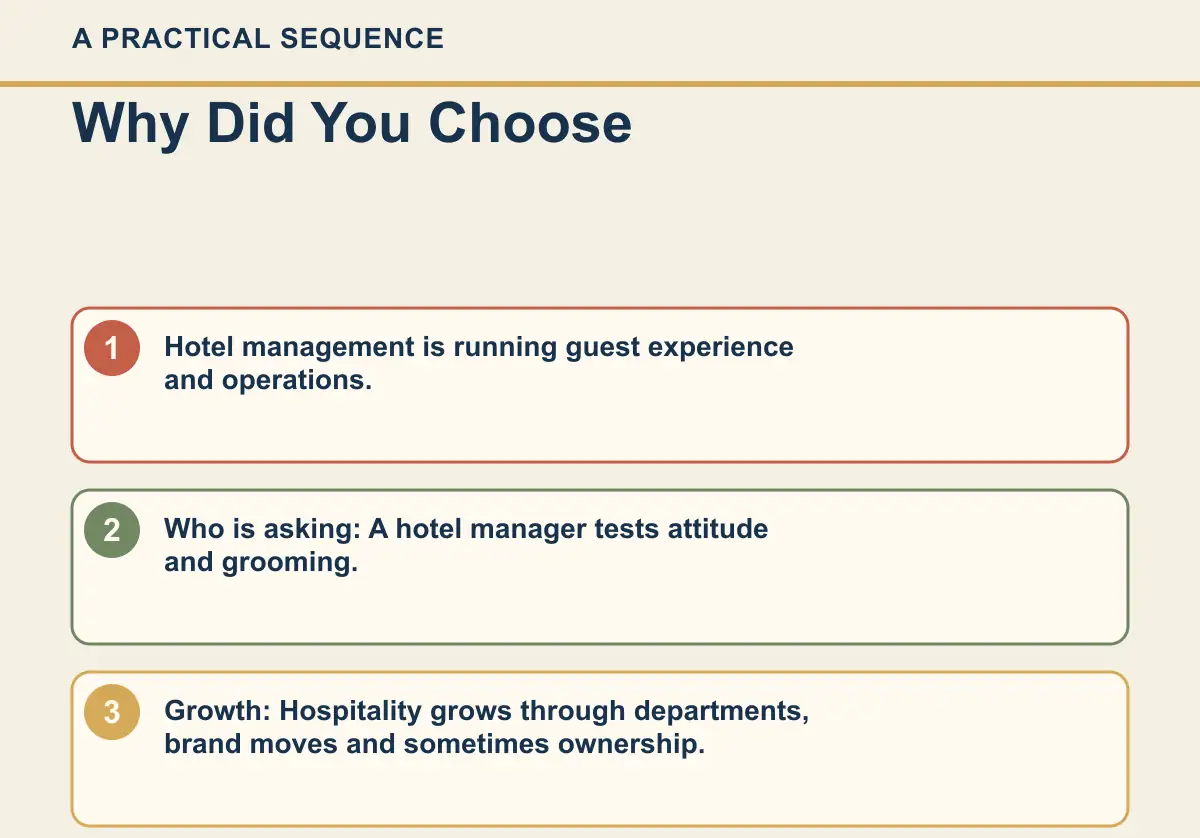 A PRACTICAL SEQUENCE
Why Did You Choose
1
Hotel management is running guest experience
and operations.
2
Who is asking: A hotel manager tests attitude
and grooming.
3
Growth: Hospitality grows through departments,
brand moves and sometimes ownership.